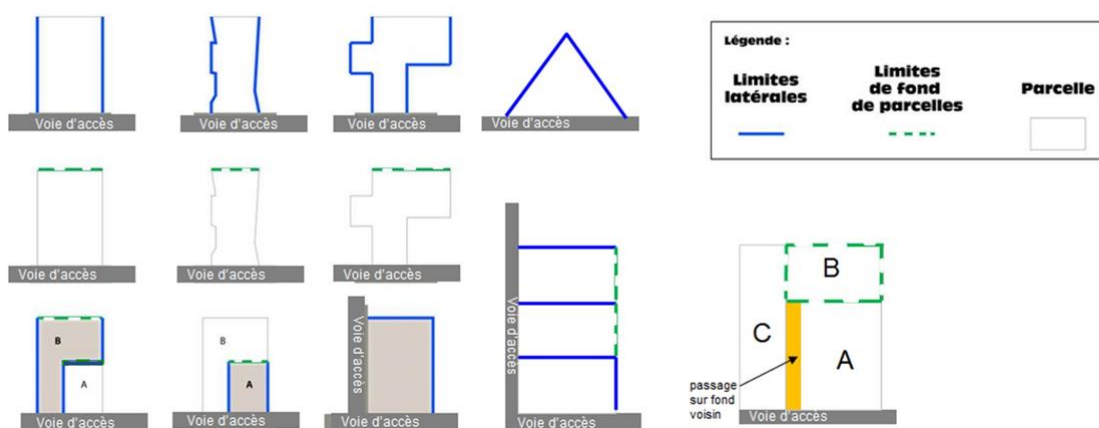 Voie d'accès
Voie d'accès
Voie d'accès
Voie d'accès
Légende :
Limites
latérales
Limites
de fond
de parcelles
Parcelle
Voie d'accès
Voie d'accès
Voie d'accès
B
A
Voie d'accès
B
A
Voie d'accès
Voie d'accès
Voie d'accès
Voie d'accès
Voie d'accès
B
C
A
passage
sur fond
voisin
Voie d'accès